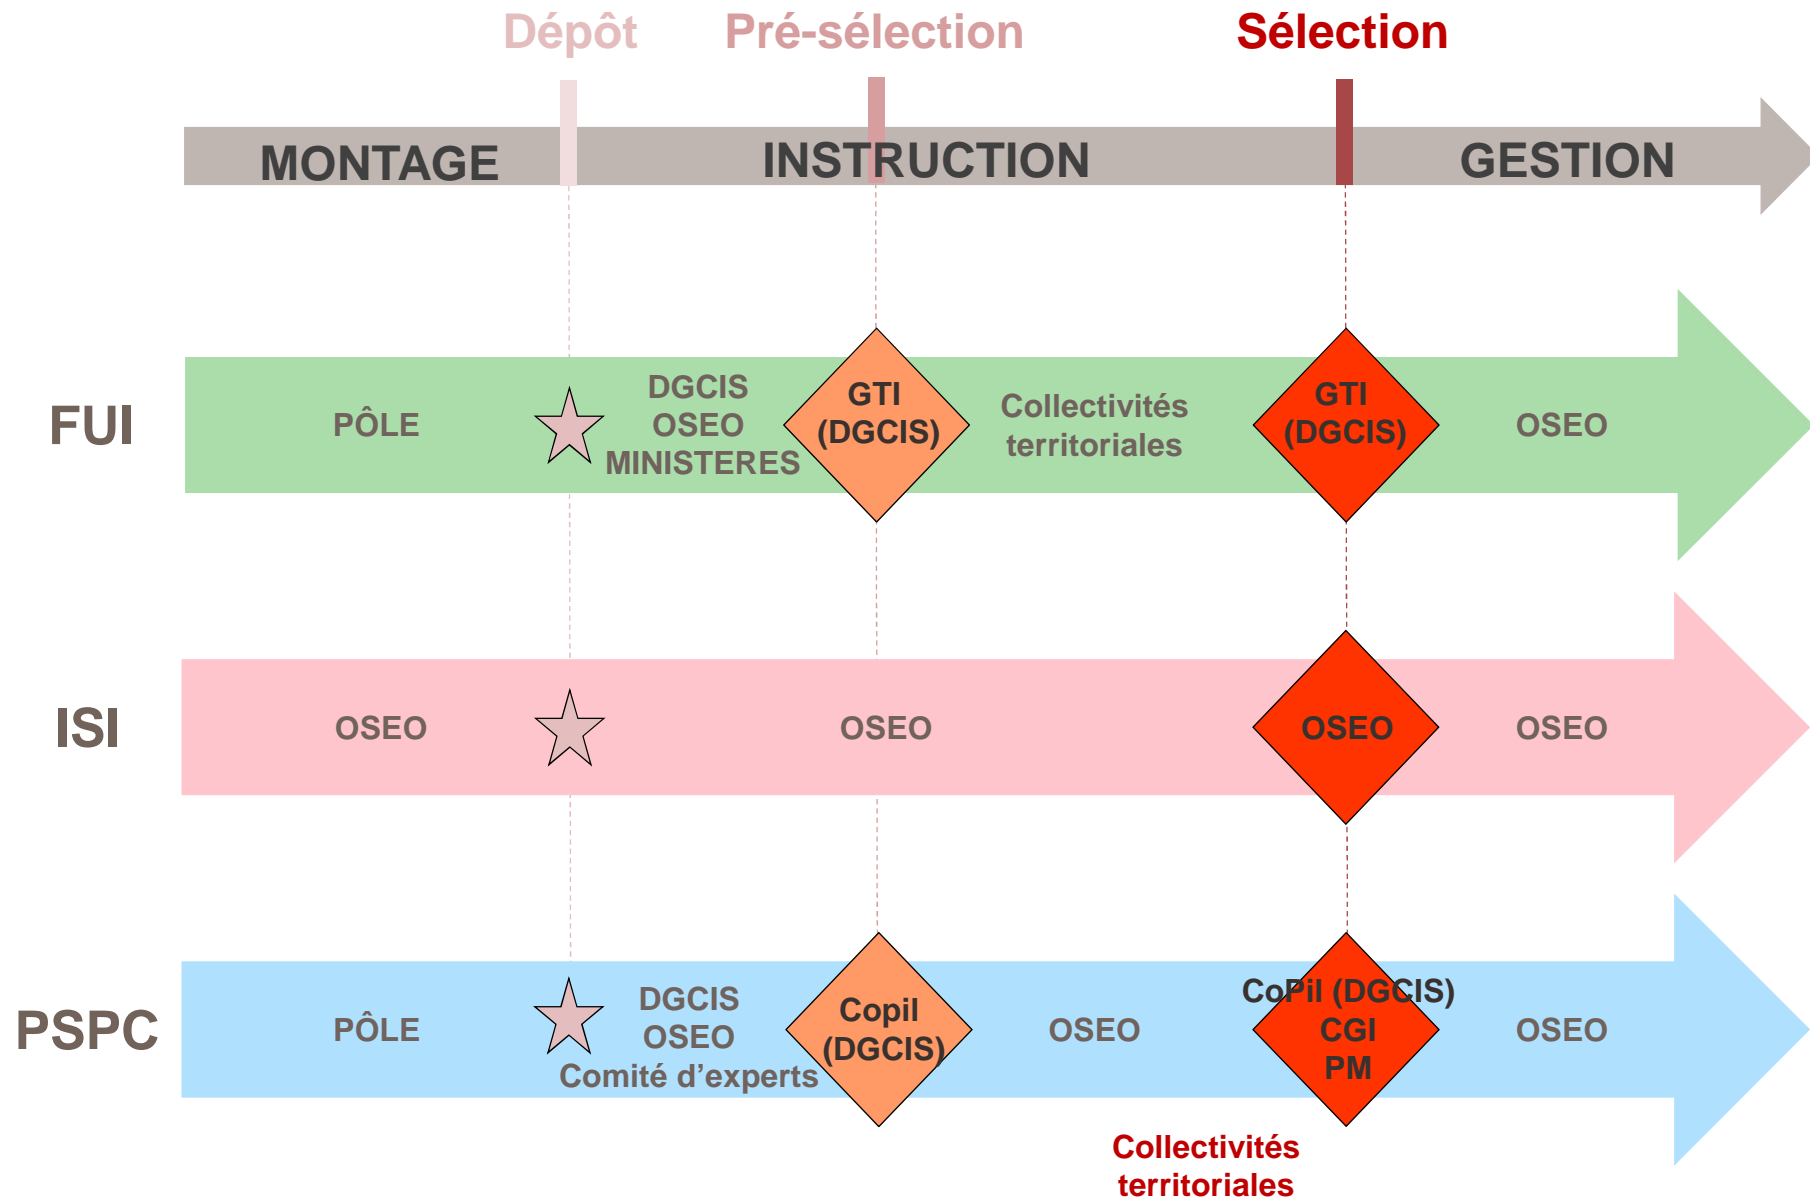 Dépôt
Pré-sélection
Sélection
MONTAGE
INSTRUCTION
GESTION
FUI
PÔLE
DGCIS
OSEO
MINISTERES
GTI
(DGCIS)
Collectivités
territoriales
GTI
(DGCIS)
OSEO
ISI
OSEO
OSEO
OSEO
OSEO
PSPC
PÔLE
DGCIS
OSEO
Comité d'experts
Copil
(DGCIS)
OSEO
CoPil (DGCIS)
CGI
PM
OSEO
Collectivités
territoriales